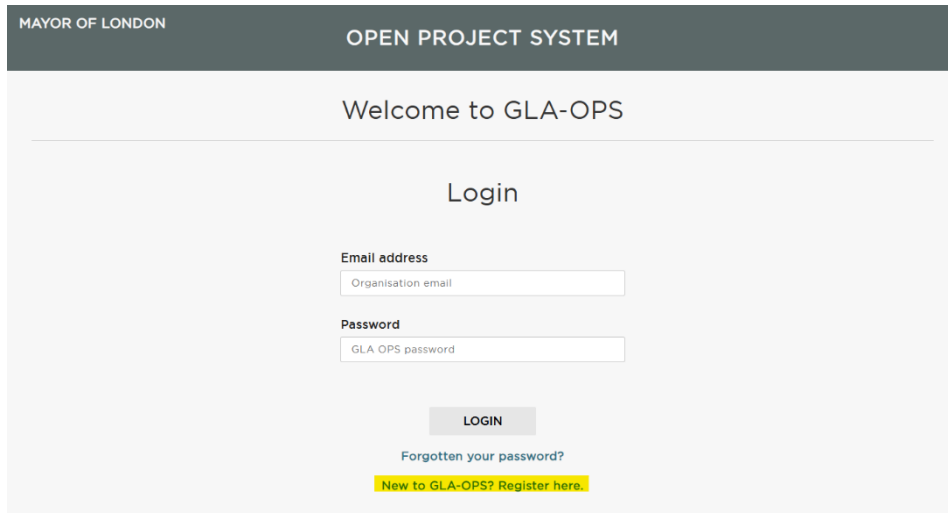 MAYOR OF LONDON
OPEN PROJECT SYSTEM
Welcome to GLA-OPS
Login
Email address
Organisation email
Password
GLA OPS password
LOGIN
Forgotten your password?
New to GLA-OPS? Register here.